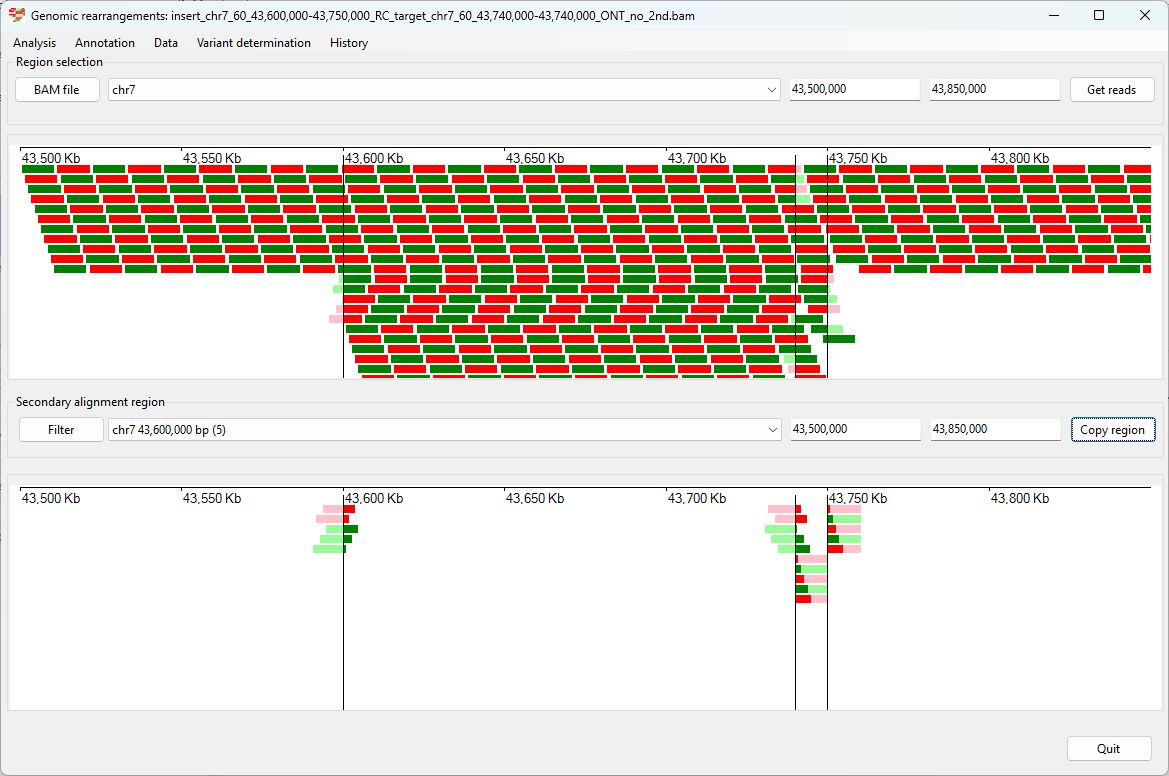 Genomic rearrangements: insert_chr7_60_43,600,000-43,750,000_RC_target_chr7_60_43,740,000-43,740,000_ONT_no_2nd.bam
Analysis Annotation Data Variant determination History
Region selection
BAM file chr7 43,500,000 43,850,000 Get reads
43,500 Kb 43,550 Kb 43,600 Kb 43,650 Kb 43,700 Kb 43,750 Kb 43,800 Kb
Secondary alignment region
Filter chr7 43,600,000 bp (5) 43,500,000 43,850,000 Copy region
43,500 Kb 43,550 Kb 43,600 Kb 43,650 Kb 43,700 Kb 43,750 Kb 43,800 Kb
Quit